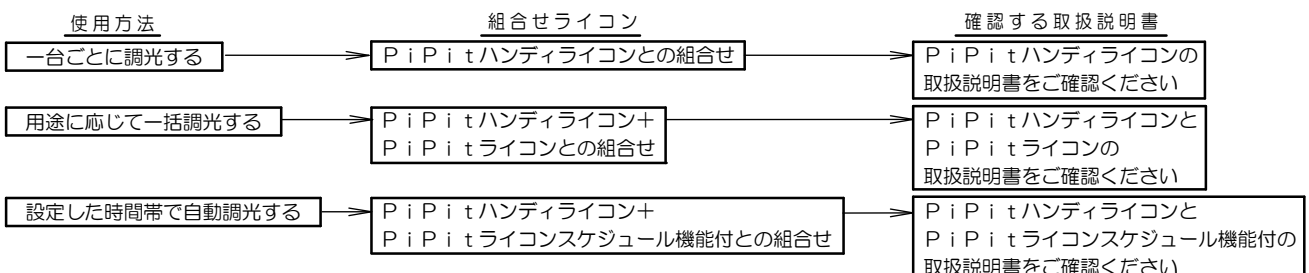 使用方法
組合せライコン
確認する取扱説明書
一台ごとに調光する
PiPitハンディライコンとの組合せ
PiPitハンディライコンの
取扱説明書をご確認ください
用途に応じて一括調光する
PiPitハンディライコン+
PiPitライコンとの組合せ
PiPitハンディライコンと
PiPitライコンの
取扱説明書をご確認ください
設定した時間帯で自動調光する
PiPitハンディライコン+
PiPitライコンスケジュール機能付との組合せ
PiPitハンディライコンと
PiPitライコンスケジュール機能付の
取扱説明書をご確認ください